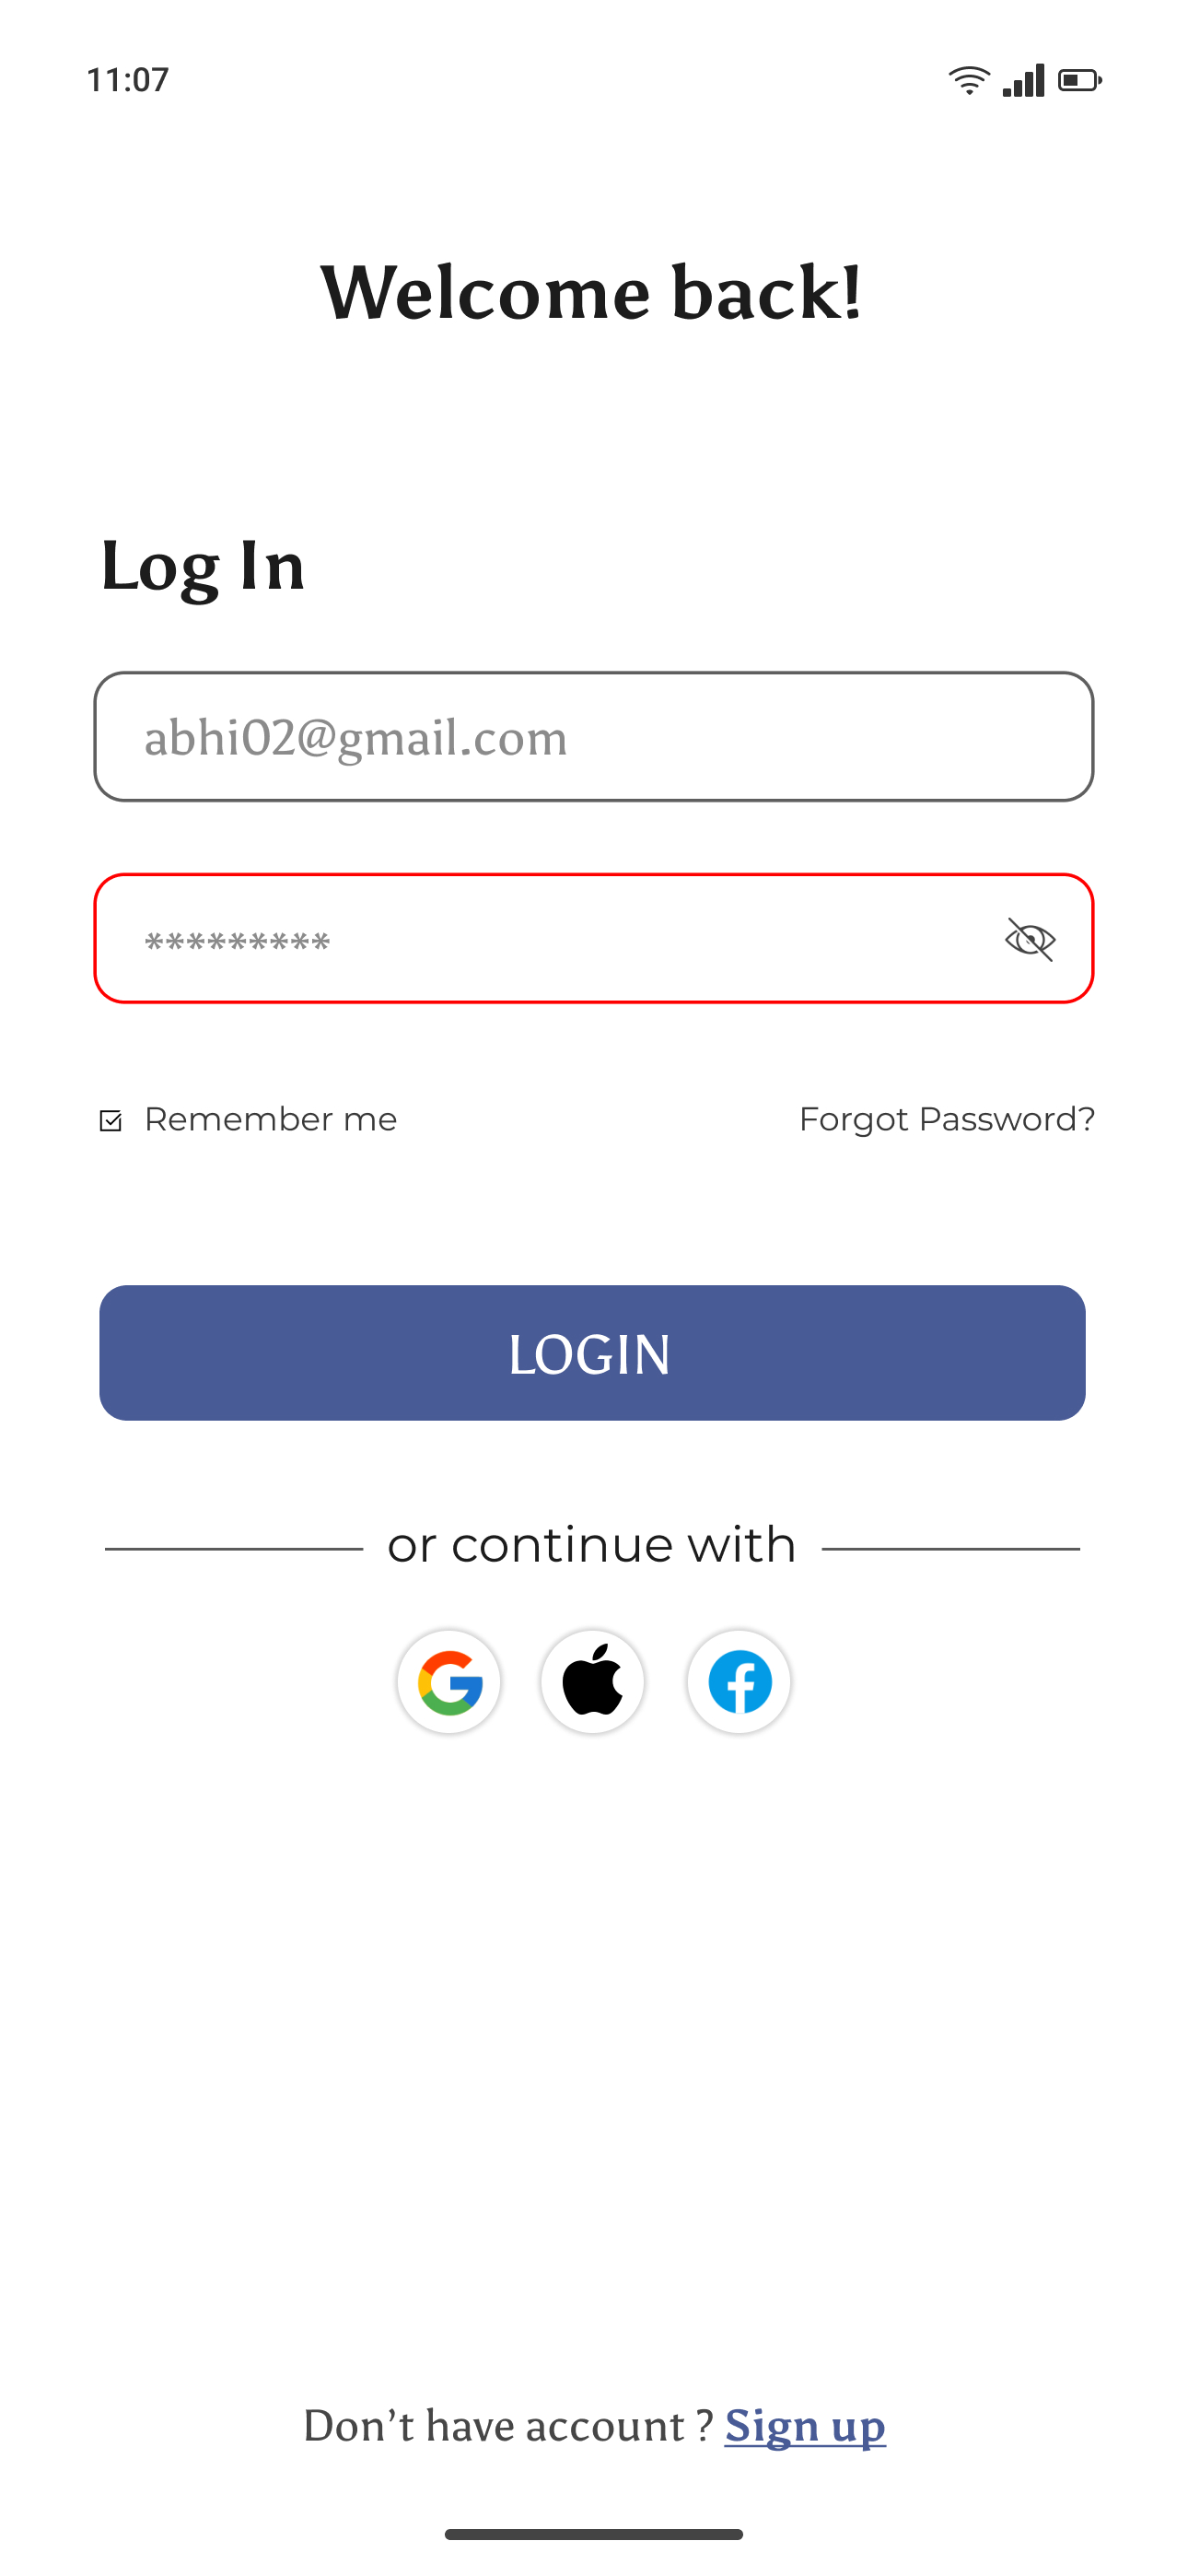 11:07
Welcome back!
Log In
abhi02@gmail.com
*********
Remember me
Forgot Password?
LOGIN
or continue with
Don’t have account ? Sign up